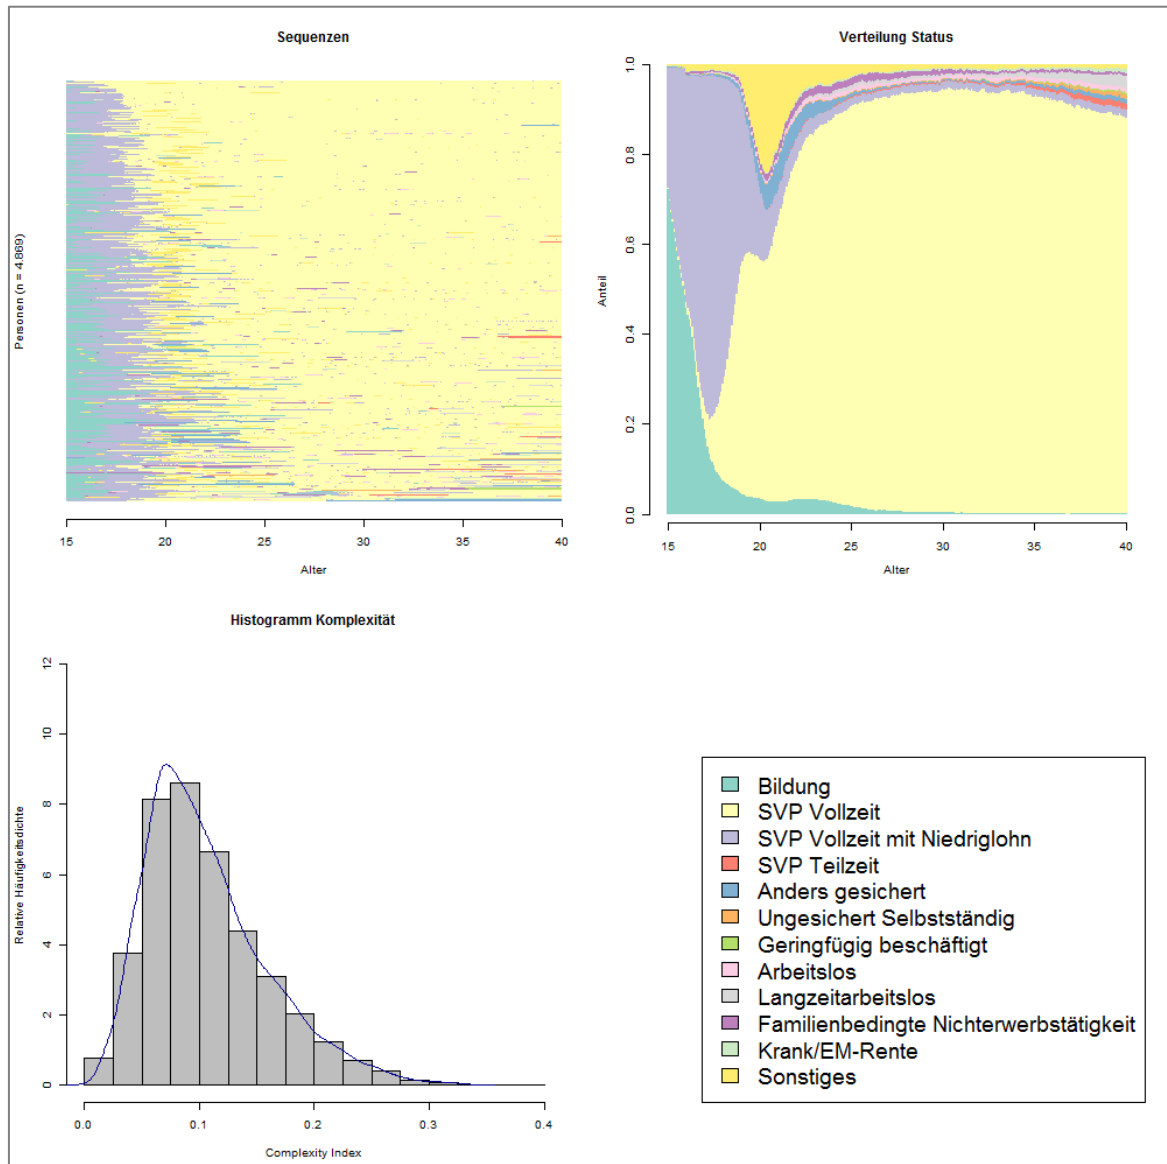 Sequenzen
Personen (n = 4.869)
15 20 25 30 35 40
Alter
Verteilung Status
Anteil
1.0
0.8
0.6
0.4
0.2
0.0
15 20 25 30 35 40
Alter
Histogramm Komplexität
Relative Häufigkeitsdichte
12
10
8
6
4
2
0
0.0 0.1 0.2 0.3 0.4
Complexity Index
Bildung
SVP Vollzeit
SVP Vollzeit mit Niedriglohn
SVP Teilzeit
Anders gesichert
Ungesichert Selbstständig
Geringfügig beschäftigt
Arbeitslos
Langzeitarbeitslos
Familienbedingte Nichterwerbstätigkeit
Krank/EM-Rente
Sonstiges